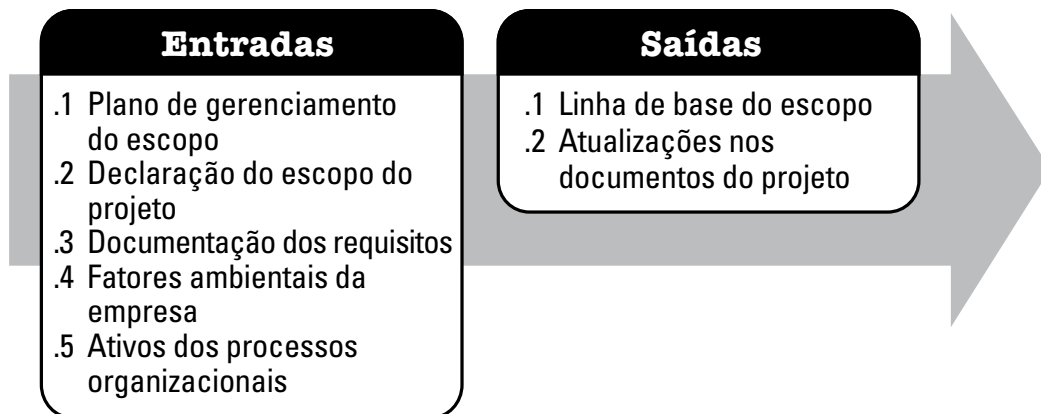 Entradas
.1 Plano de gerenciamento
do escopo
.2 Declaração do escopo do
projeto
.3 Documentação dos requisitos
.4 Fatores ambientais da
empresa
.5 Ativos dos processos
organizacionais
Saídas
.1 Linha de base do escopo
.2 Atualizações nos
documentos do projeto